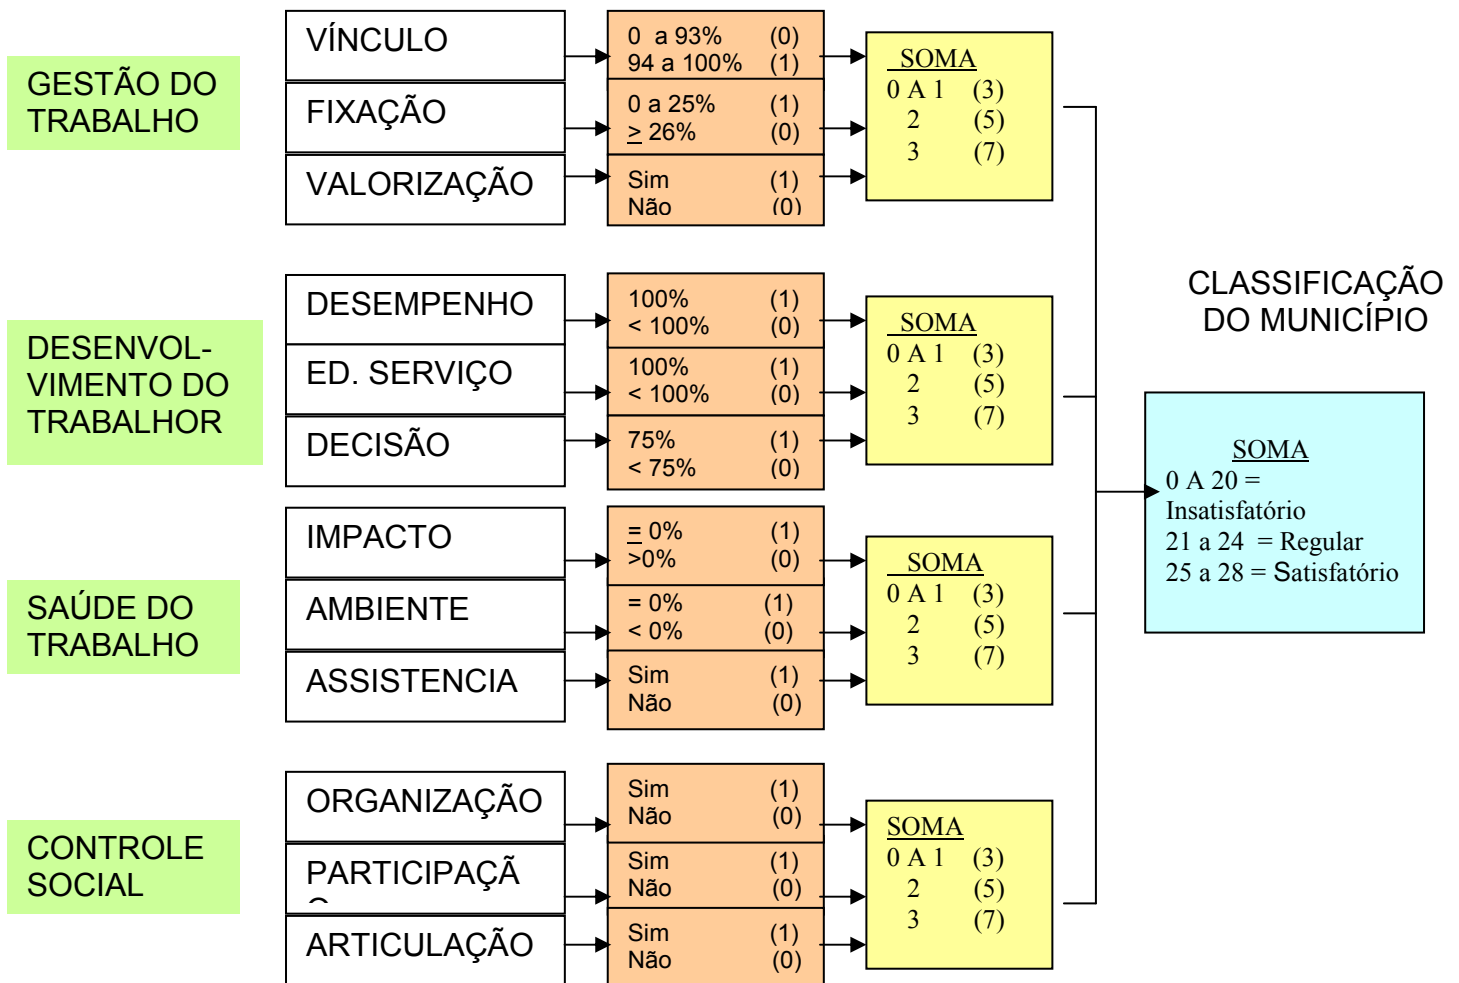 GESTÃO DO
TRABALHO
VÍNCULO
0 a 93% (0)
94 a 100% (1)
FIXAÇÃO
0 a 25% (1)
> 26% (0)
VALORIZAÇÃO
Sim (1)
Não (0)
SOMA
0 A 1 (3)
2 (5)
3 (7)
DESENVOL-
VIMENTO DO
TRABALHOR
DESEMPENHO
100% (1)
< 100% (0)
ED. SERVIÇO
100% (1)
< 100% (0)
DECISÃO
75% (1)
< 75% (0)
SOMA
0 A 1 (3)
2 (5)
3 (7)
SAÚDE DO
TRABALHO
IMPACTO
= 0% (1)
>0% (0)
AMBIENTE
= 0% (1)
< 0% (0)
ASSISTENCIA
Sim (1)
Não (0)
SOMA
0 A 1 (3)
2 (5)
3 (7)
CONTROLE
SOCIAL
ORGANIZAÇÃO
Sim (1)
Não (0)
PARTICIPAÇÃ
Sim (1)
Não (0)
ARTICULAÇÃO
Sim (1)
Não (0)
SOMA
0 A 1 (3)
2 (5)
3 (7)
CLASSIFICAÇÃO
DO MUNICÍPIO
SOMA
0 A 20 =
Insatisfatório
21 a 24 = Regular
25 a 28 = Satisfatório